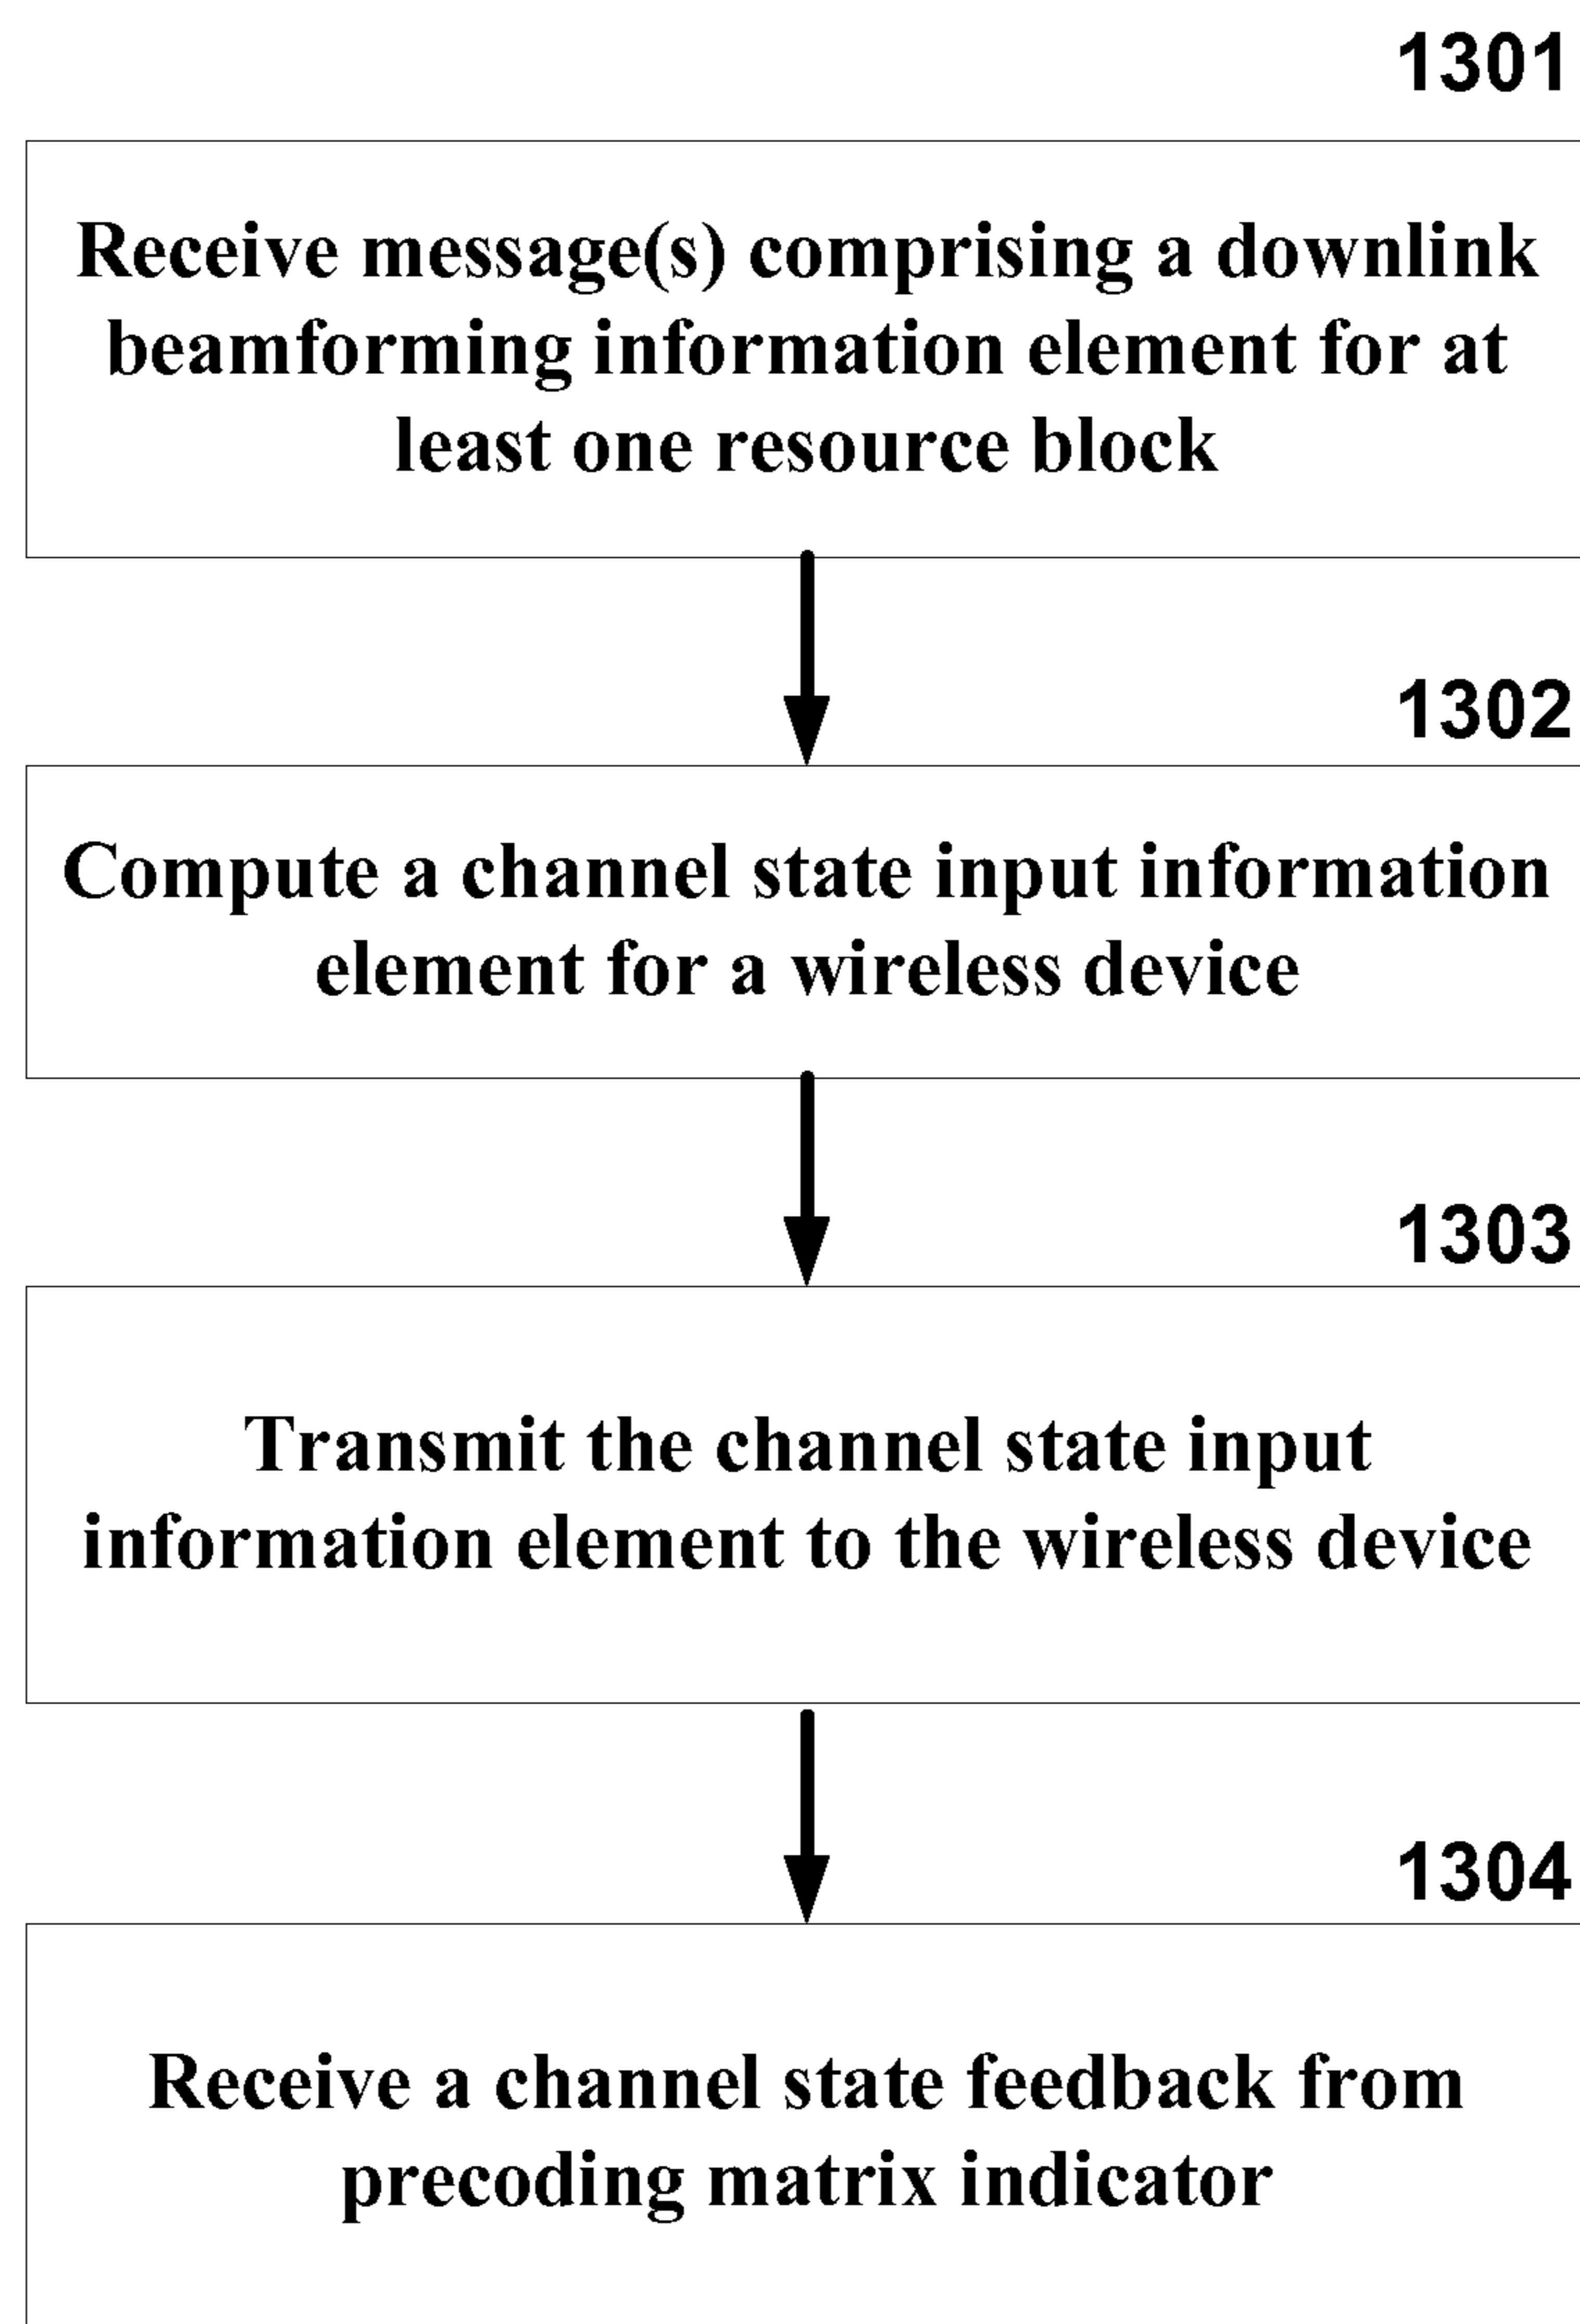 1301
Receive message(s) comprising a downlink
beamforming information element for at
least one resource block
1302
Compute a channel state input information
element for a wireless device
1303
Transmit the channel state input
information element to the wireless device
1304
Receive a channel state feedback from
precoding matrix indicator